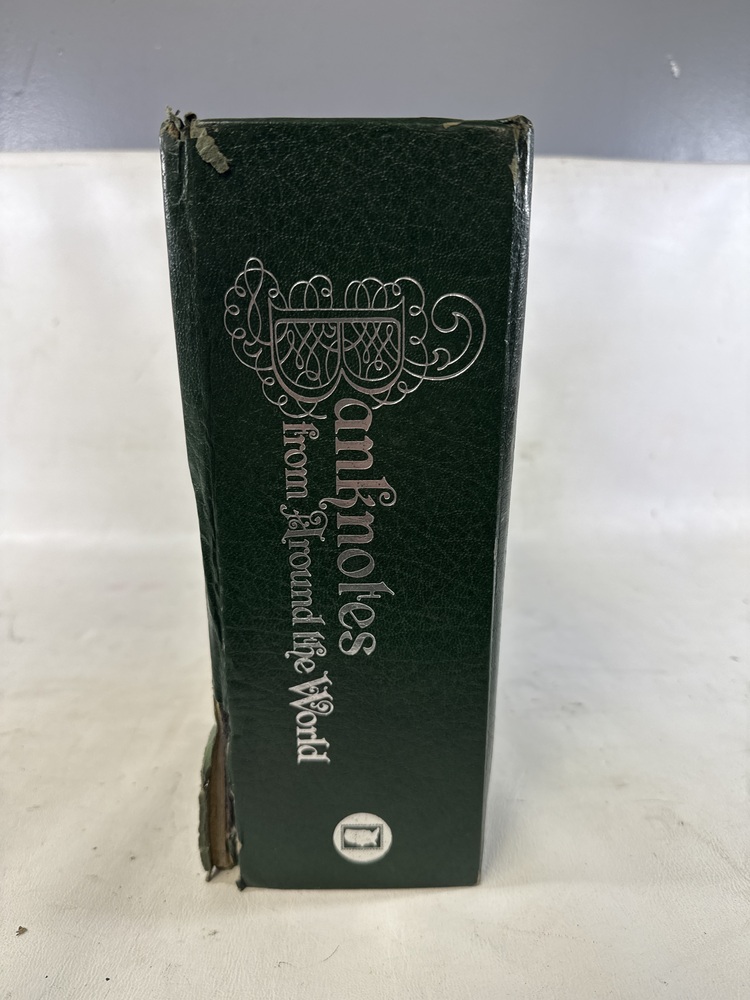 Banknotes
from Around the World